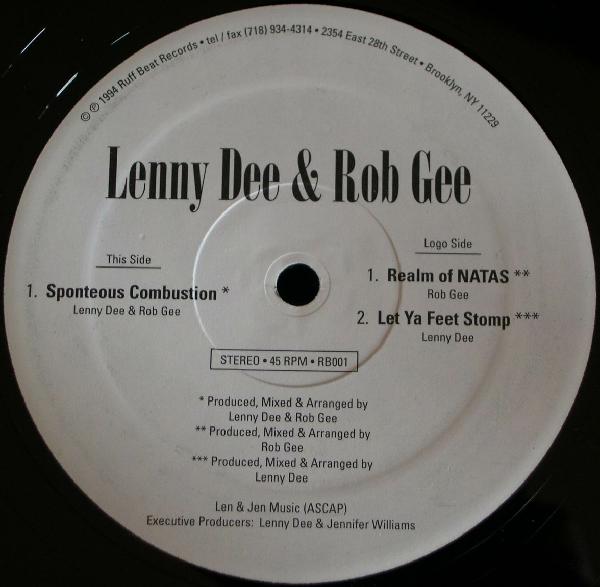 © ℗ 1994 Ruff Beat Records • tel / fax (718) 934-4314 • 2354 East 28th Street • Brooklyn, NY 11229
Lenny Dee & Rob Gee
This Side
1. Sponteous Combustion *
Lenny Dee & Rob Gee
Logo Side
1. Realm of NATAS **
Rob Gee
2. Let Ya Feet Stomp ***
Lenny Dee
STEREO • 45 RPM • RB001
* Produced, Mixed & Arranged by
Lenny Dee & Rob Gee
** Produced, Mixed & Arranged by
Rob Gee
*** Produced, Mixed & Arranged by
Lenny Dee
Len & Jen Music (ASCAP)
Executive Producers: Lenny Dee & Jennifer Williams